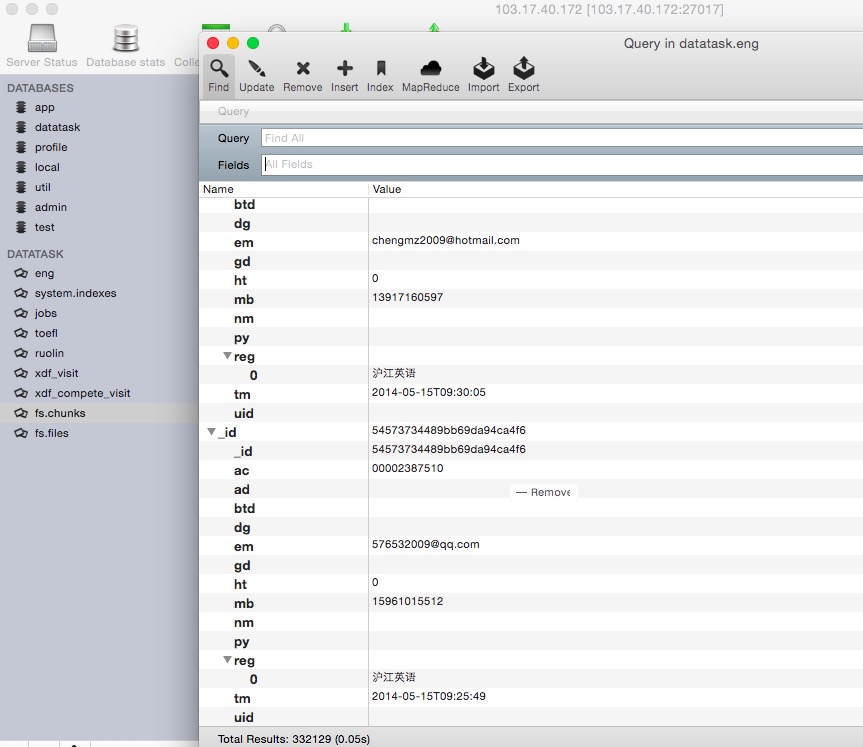 103.17.40.172 [103.17.40.172:27017]
Server Status Database stats Colle
DATABASES
app
datatask
profile
local
util
admin
test
DATATASK
eng
system.indexes
jobs
toefl
ruolin
xdf_visit
xdf_compete_visit
fs.chunks
fs.files
Query in datatask.eng
Find Update Remove Insert Index MapReduce Import Export
Query
Query Find All
Fields All Fields
Name Value
btd
dg
em chengmz2009@hotmail.com
gd
ht 0
mb 13917160597
nm
py
reg
0 沪江英语
tm 2014-05-15T09:30:05
uid
_id 54573734489bb69da94ca4f6
_id 54573734489bb69da94ca4f6
ac 00002387510
ad
— Remove
btd
dg
em 576532009@qq.com
gd
ht 0
mb 15961015512
nm
py
reg
0 沪江英语
tm 2014-05-15T09:25:49
uid
Total Results: 332129 (0.05s)